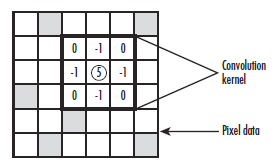 0 -1 0
-1 5 -1
0 -1 0
Convolution
kernel
Pixel data